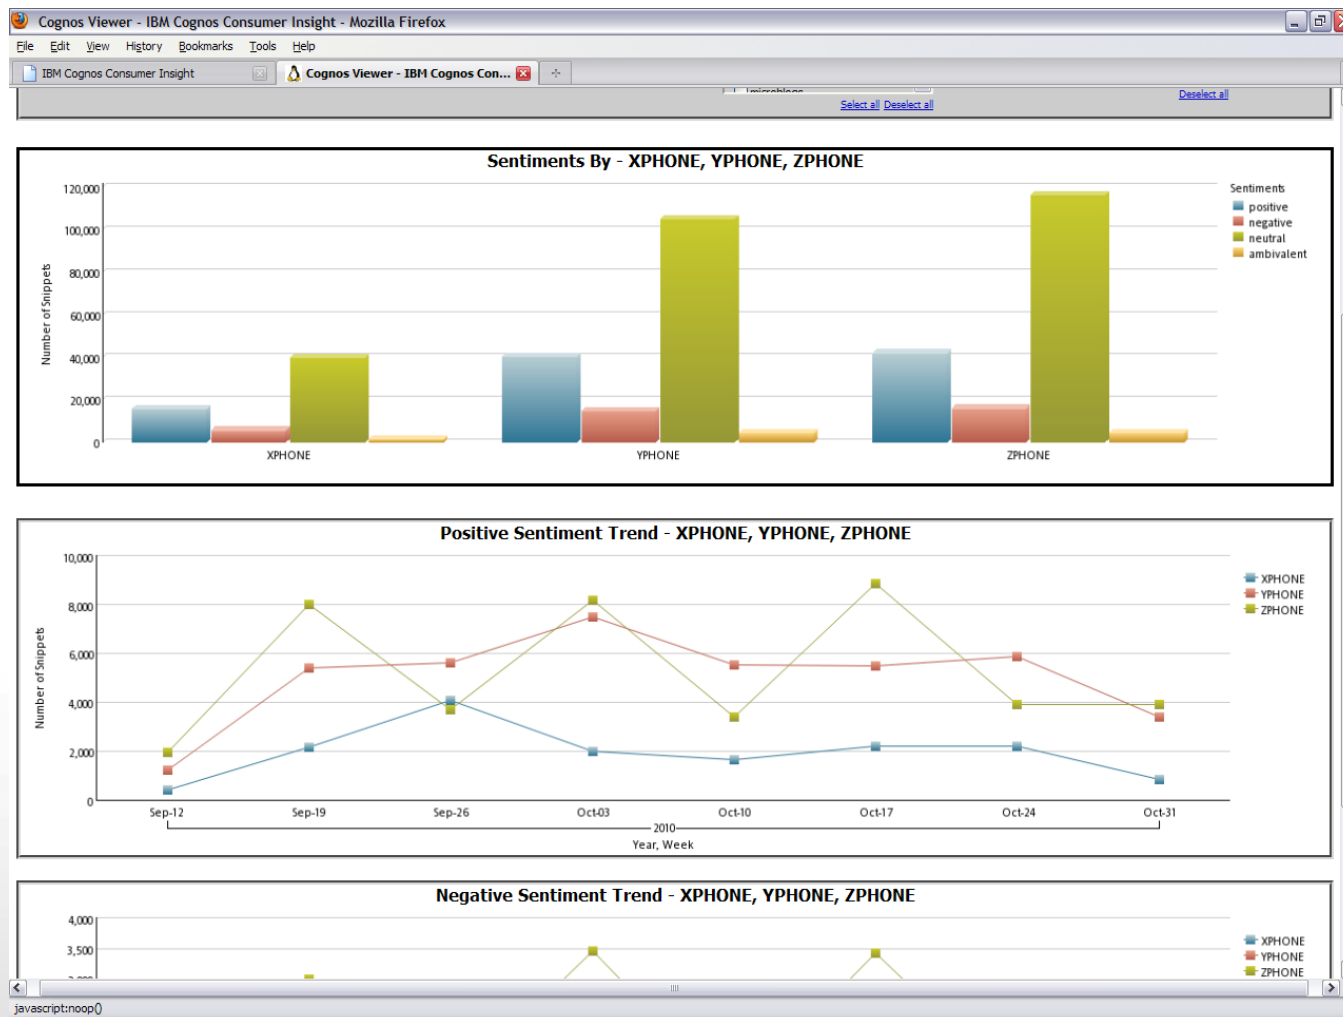 Cognos Viewer - IBM Cognos Consumer Insight - Mozilla Firefox
File Edit View History Bookmarks Tools Help
IBM Cognos Consumer Insight
Cognos Viewer - IBM Cognos Con...
microblogs
Select all Deselect all
Deselect all
Sentiments By - XPHONE, YPHONE, ZPHONE
Number of Snippets
120,000
100,000
80,000
60,000
40,000
20,000
0
XPHONE YPHONE ZPHONE
Sentiments
positive
negative
neutral
ambivalent
Positive Sentiment Trend - XPHONE, YPHONE, ZPHONE
Number of Snippets
10,000
8,000
6,000
4,000
2,000
0
Sep-12 Sep-19 Sep-26 Oct-03 Oct-10 Oct-17 Oct-24 Oct-31
2010
Year, Week
XPHONE
YPHONE
ZPHONE
Negative Sentiment Trend - XPHONE, YPHONE, ZPHONE
4,000
3,500
XPHONE
YPHONE
ZPHONE
javascript:noop()